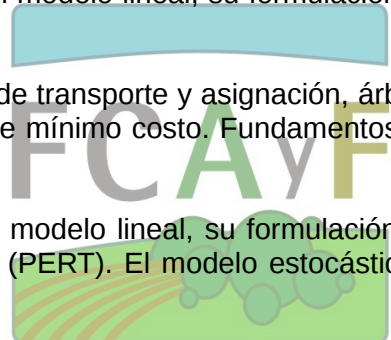 modelo lineal, su formulación
de transporte y asignación, árb
e mínimo costo. Fundamentos
FCAyF
modelo lineal, su formulación
(PERT). El modelo estocástic